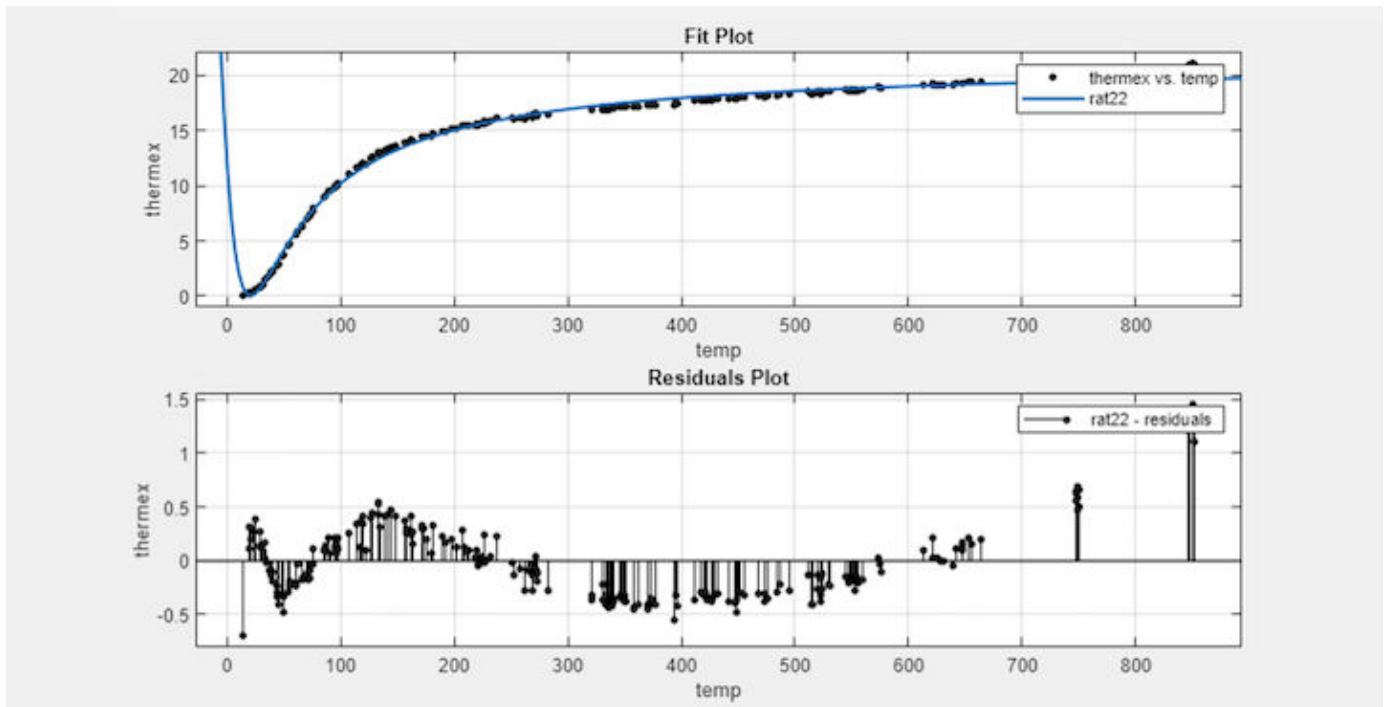 Fit Plot
20
15
10
5
0
thermex
thermex vs. temp
rat22
0 100 200 300 400 500 600 700 800
temp
Residuals Plot
1.5
1
0.5
0
-0.5
thermex
rat22 - residuals
0 100 200 300 400 500 600 700 800
temp